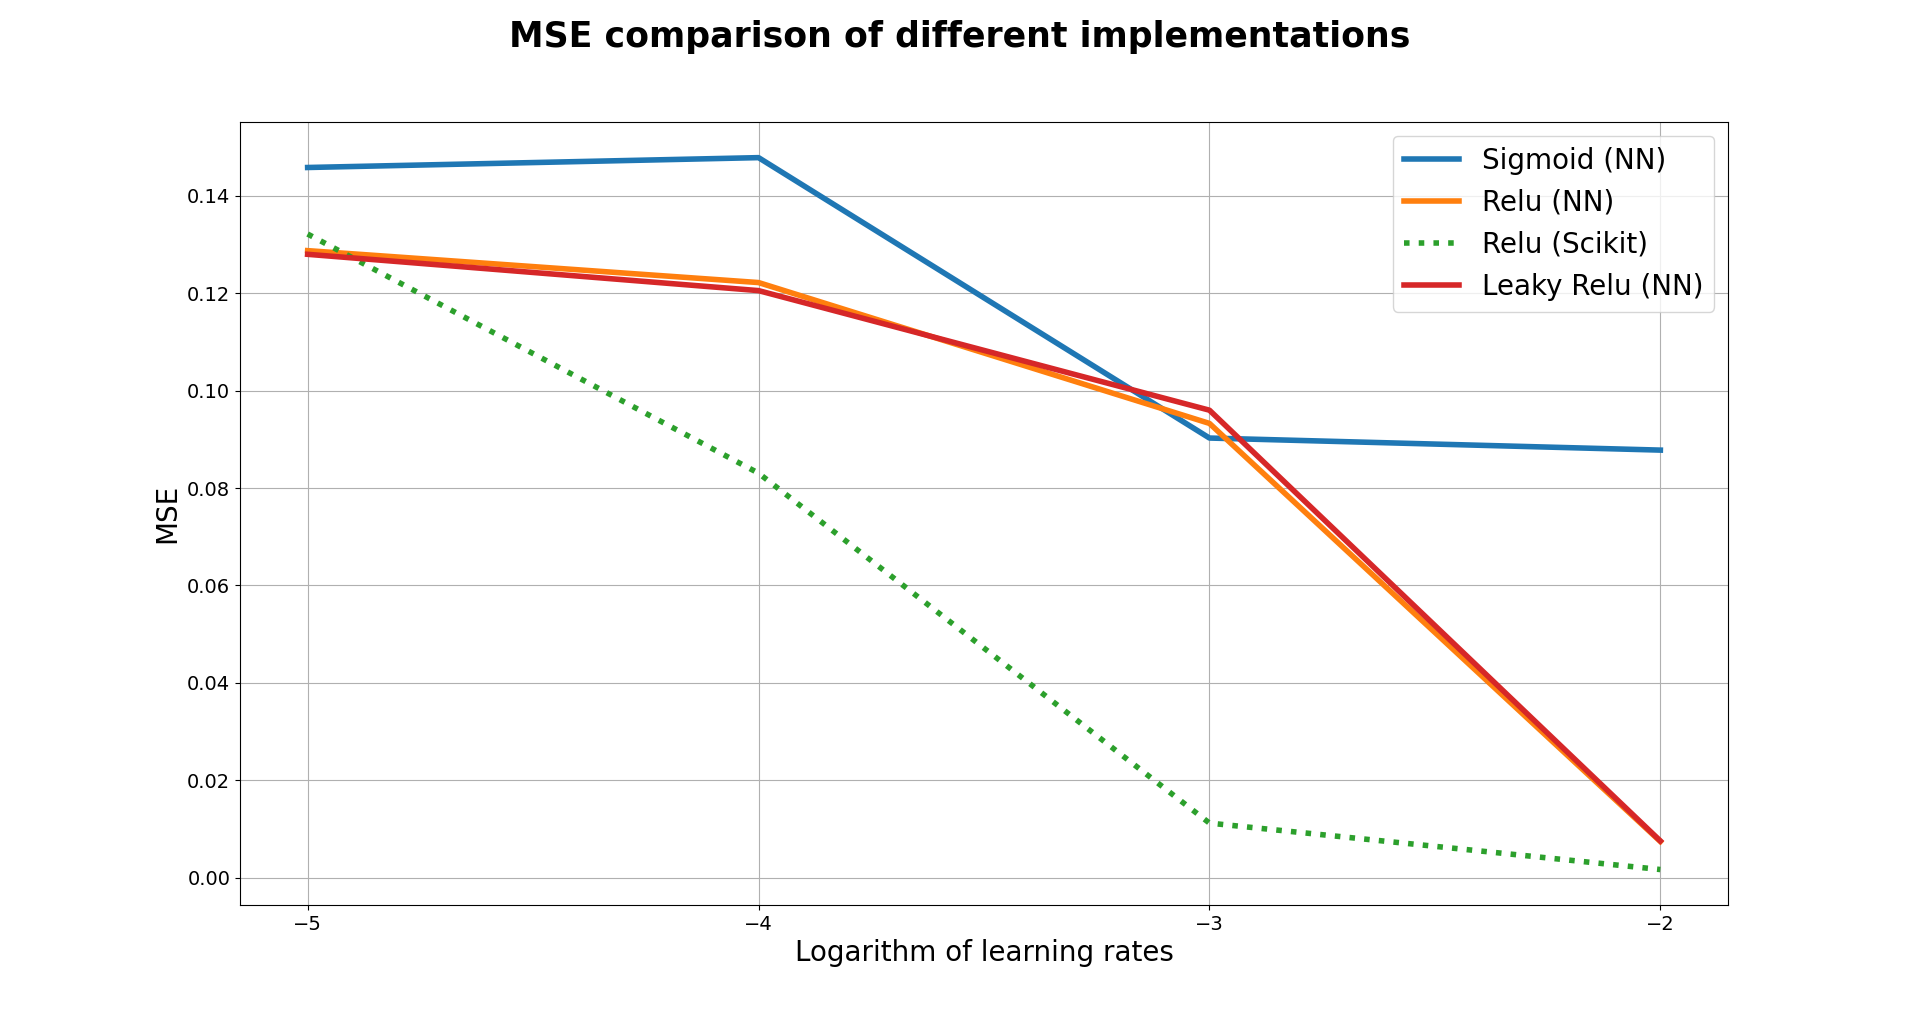 MSE comparison of different implementations
Sigmoid (NN)
Relu (NN)
Relu (Scikit)
Leaky Relu (NN)
0.14
0.12
0.10
0.08
0.06
0.04
0.02
0.00
MSE
−5
−4
−3
−2
Logarithm of learning rates